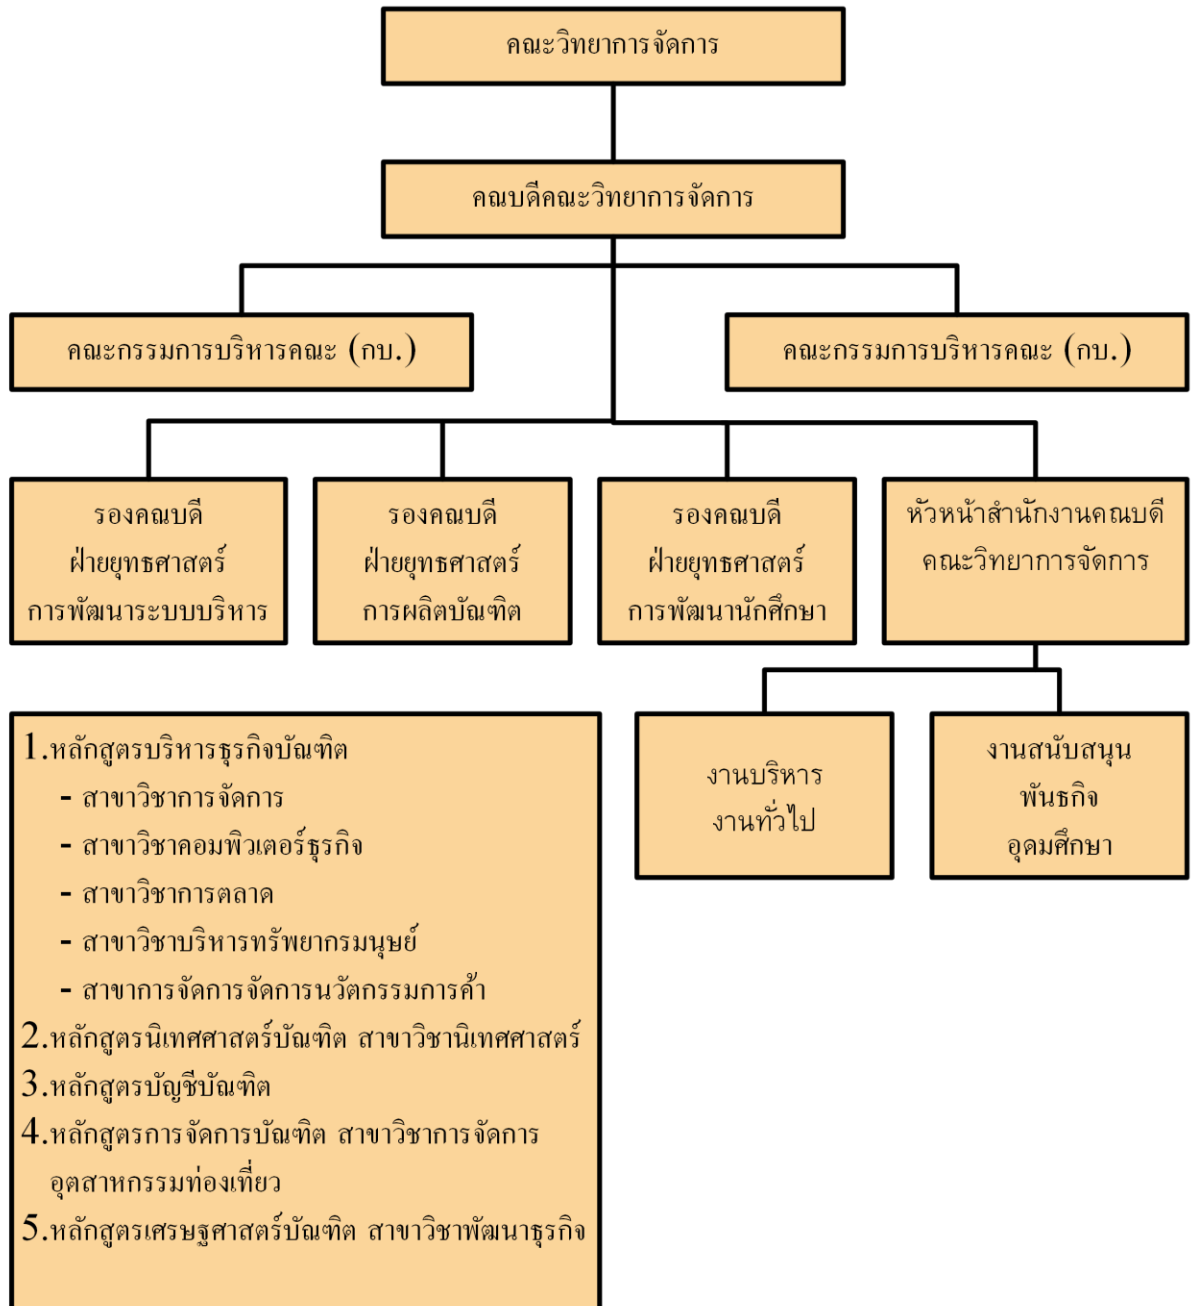 คณะวิทยาการจัดการ
คณบดีคณะวิทยาการจัดการ
คณะกรรมการบริหารคณะ (กบ.)
คณะกรรมการบริหารคณะ (กบ.)
รองคณบดี
ฝ่ายยุทธศาสตร์
การพัฒนาระบบบริหาร
รองคณบดี
ฝ่ายยุทธศาสตร์
การผลิตบัณฑิต
รองคณบดี
ฝ่ายยุทธศาสตร์
การพัฒนานักศึกษา
หัวหน้าสำนักงานคณบดี
คณะวิทยาการจัดการ
งานบริหาร
งานทั่วไป
งานสนับสนุน
พันธกิจ
อุดมศึกษา
1.หลักสูตรบริหารธุรกิจบัณฑิต
- สาขาวิชาการจัดการ
- สาขาวิชาคอมพิวเตอร์ธุรกิจ
- สาขาวิชาการตลาด
- สาขาวิชาบริหารทรัพยากรมนุษย์
- สาขาการจัดการจัดการนวัตกรรมการค้า
2.หลักสูตรนิเทศศาสตร์บัณฑิต สาขาวิชานิเทศศาสตร์
3.หลักสูตรบัญชีบัณฑิต
4.หลักสูตรการจัดการบัณฑิต สาขาวิชาการจัดการ
อุตสาหกรรมท่องเที่ยว
5.หลักสูตรเศรษฐศาสตร์บัณฑิต สาขาวิชาพัฒนาธุรกิจ